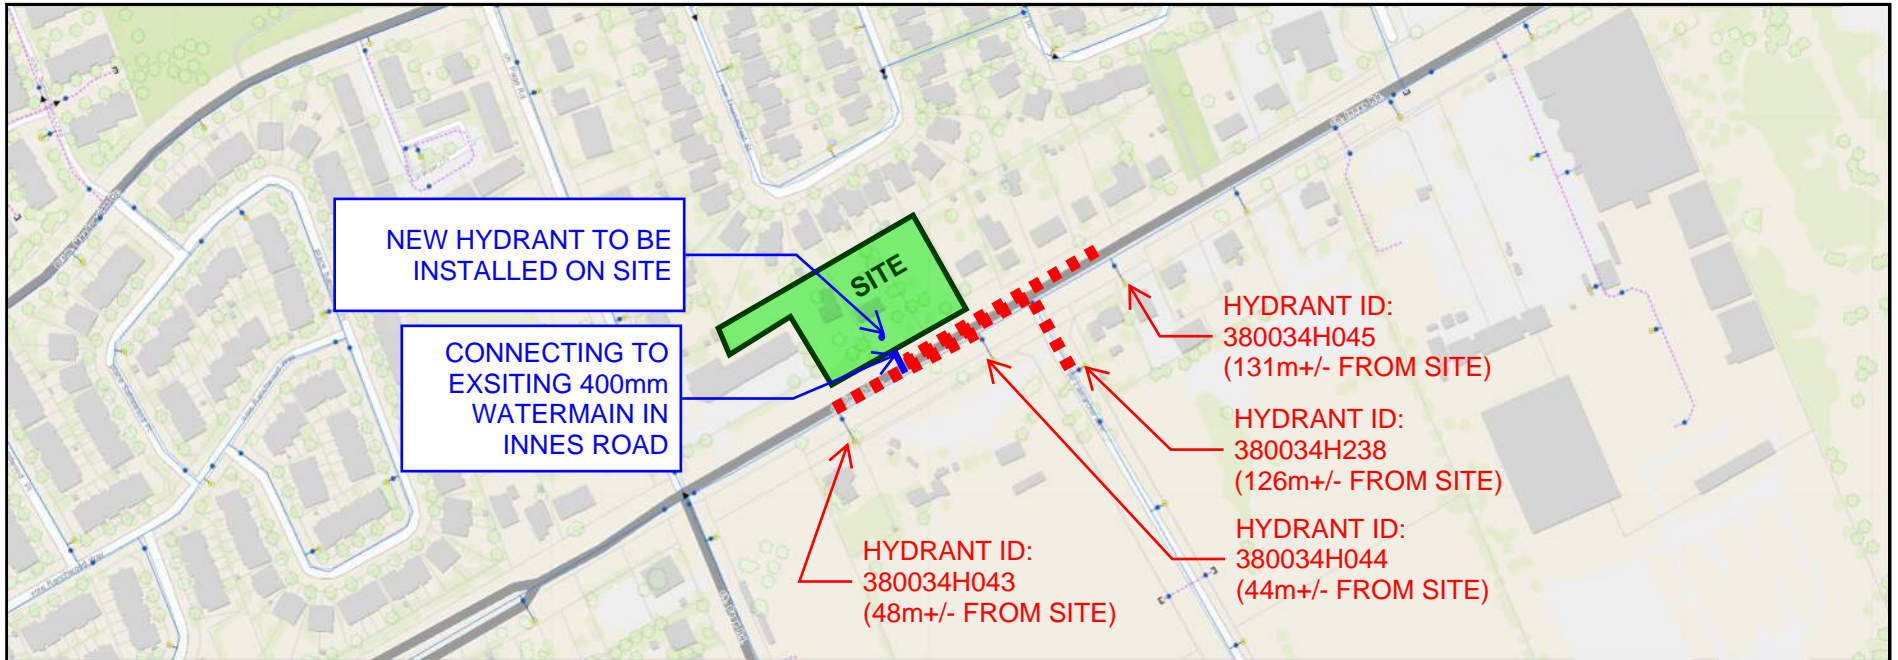 NEW HYDRANT TO BE
INSTALLED ON SITE
SITE
CONNECTING TO
EXSITING 400mm
WATERMAIN IN
INNES ROAD
HYDRANT ID:
380034H045
(131m+/- FROM SITE)
HYDRANT ID:
380034H238
(126m+/- FROM SITE)
HYDRANT ID:
380034H044
(44m+/- FROM SITE)
HYDRANT ID:
380034H043
(48m+/- FROM SITE)